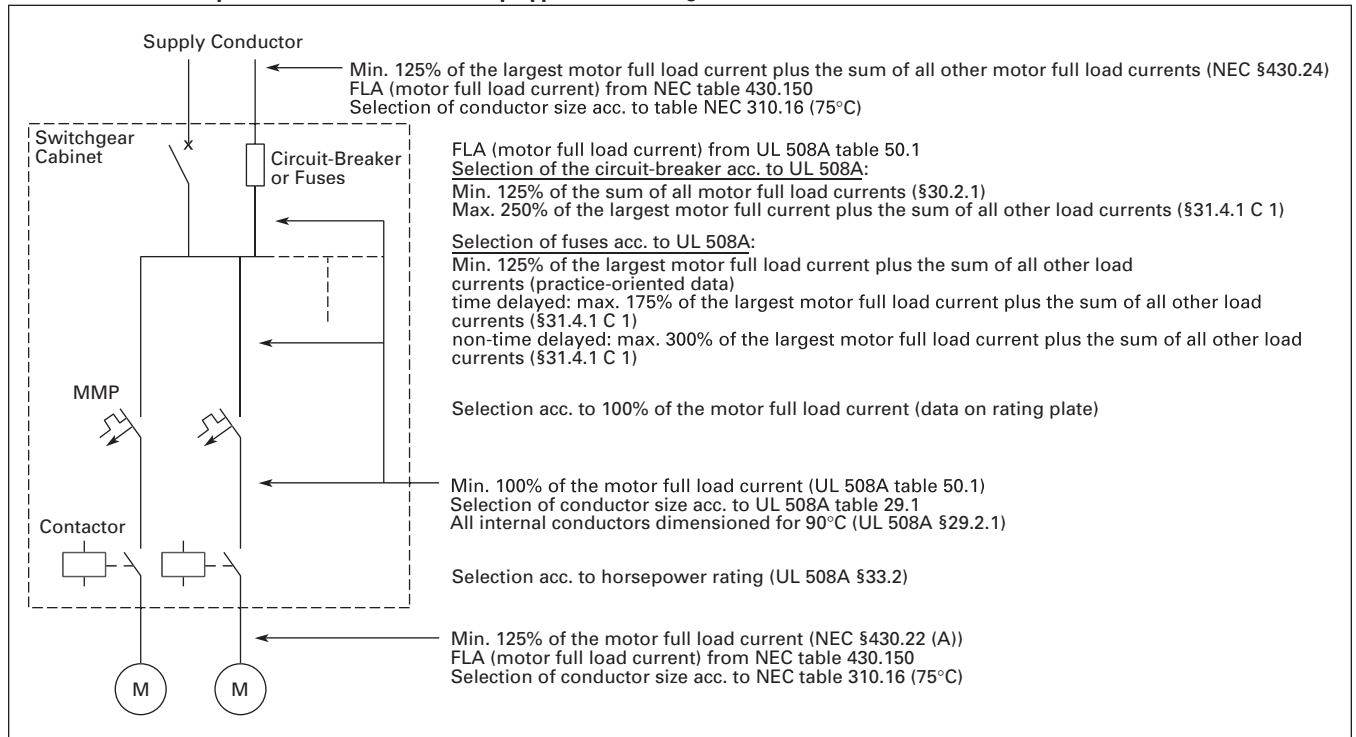 Supply Conductor
Min. 125% of the largest motor full load current plus the sum of all other motor full load currents (NEC §430.24)
FLA (motor full load current) from NEC table 430.150
Selection of conductor size acc. to table NEC 310.16 (75°C)
Switchgear
Cabinet
Circuit-Breaker
or Fuses
FLA (motor full load current) from UL 508A table 50.1
Selection of the circuit-breaker acc. to UL 508A:
Min. 125% of the sum of all motor full load currents (§30.2.1)
Max. 250% of the largest motor full current plus the sum of all other load currents (§31.4.1 C 1)
Selection of fuses acc. to UL 508A:
Min. 125% of the largest motor full load current plus the sum of all other load
currents (practice-oriented data)
time delayed: max. 175% of the largest motor full load current plus the sum of all other load
currents (§31.4.1 C 1)
non-time delayed: max. 300% of the largest motor full load current plus the sum of all other load
currents (§31.4.1 C 1)
MMP
Selection acc. to 100% of the motor full load current (data on rating plate)
Min. 100% of the motor full load current (UL 508A table 50.1)
Selection of conductor size acc. to UL 508A table 29.1
All internal conductors dimensioned for 90°C (UL 508A §29.2.1)
Contactor
Selection acc. to horsepower rating (UL 508A §33.2)
Min. 125% of the motor full load current (NEC §430.22 (A))
FLA (motor full load current) from NEC table 430.150
Selection of conductor size acc. to NEC table 310.16 (75°C)
M
M